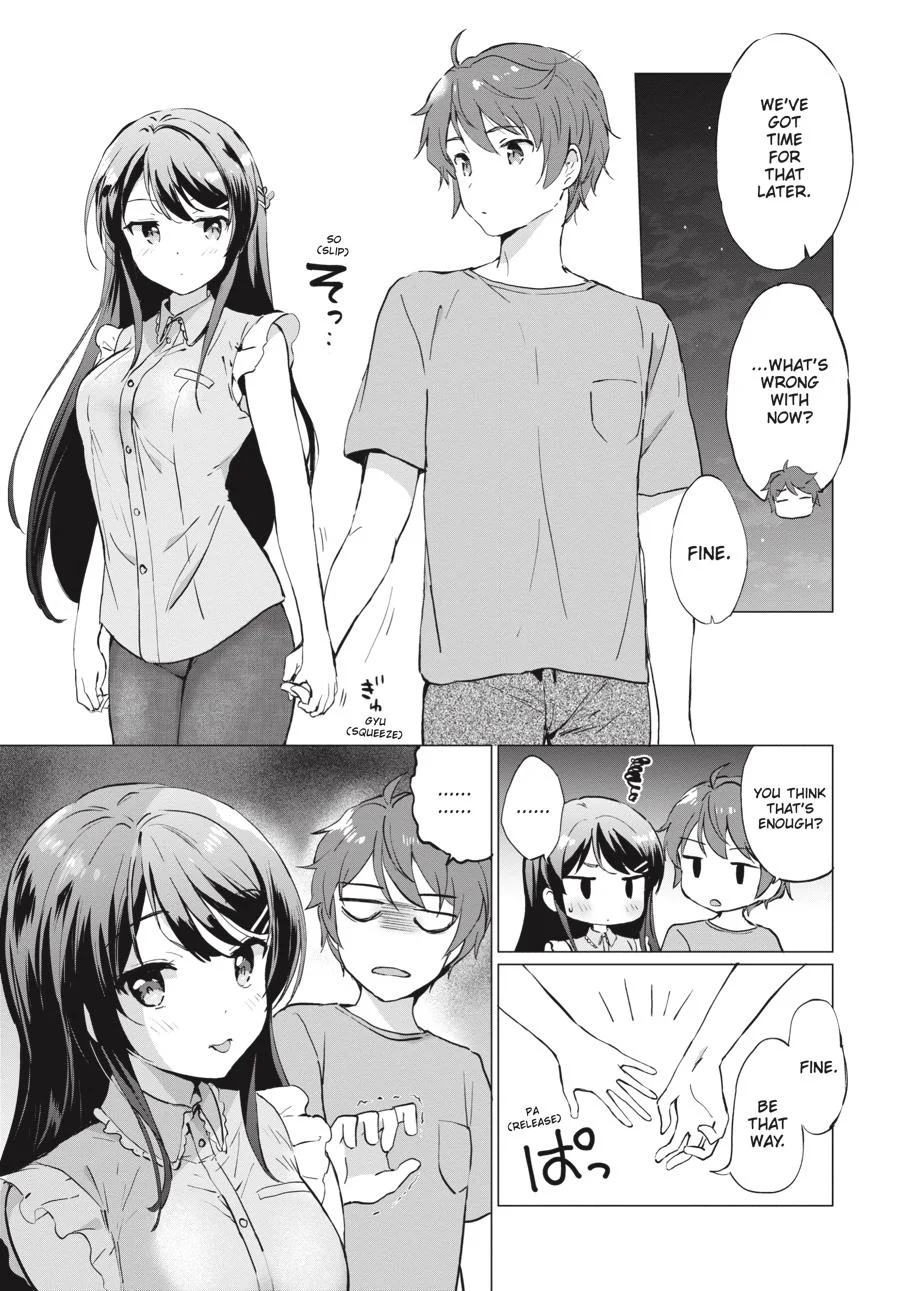 WE'VE
GOT
TIME
FOR
THAT
LATER.
...WHAT'S
WRONG
WITH
NOW?
FINE.
SO
(SLIP)
そっ…
ぎゅ
GYU
(SQUEEZE)
YOU THINK
THAT'S
ENOUGH?
......
FINE.
BE
THAT
WAY.
PA
(RELEASE)
ぱっ
......
......